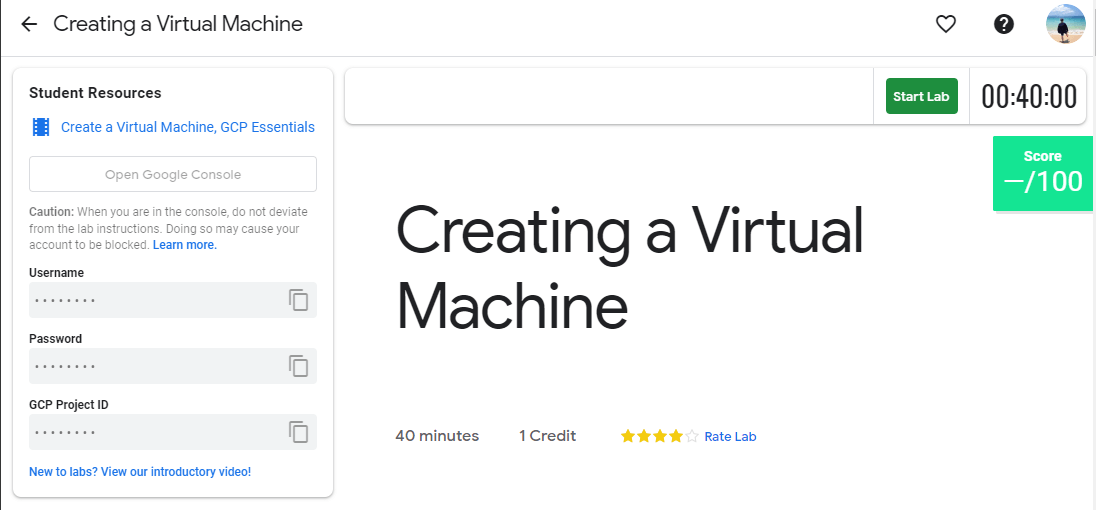 Creating a Virtual Machine
Student Resources
Create a Virtual Machine, GCP Essentials
Open Google Console
Caution: When you are in the console, do not deviate
from the lab instructions. Doing so may cause your
account to be blocked. Learn more.
Username
••••••••
Password
••••••••
GCP Project ID
••••••••
New to labs? View our introductory video!
Start Lab
00:40:00
Score
—/100
Creating a Virtual
Machine
40 minutes
1 Credit
Rate Lab